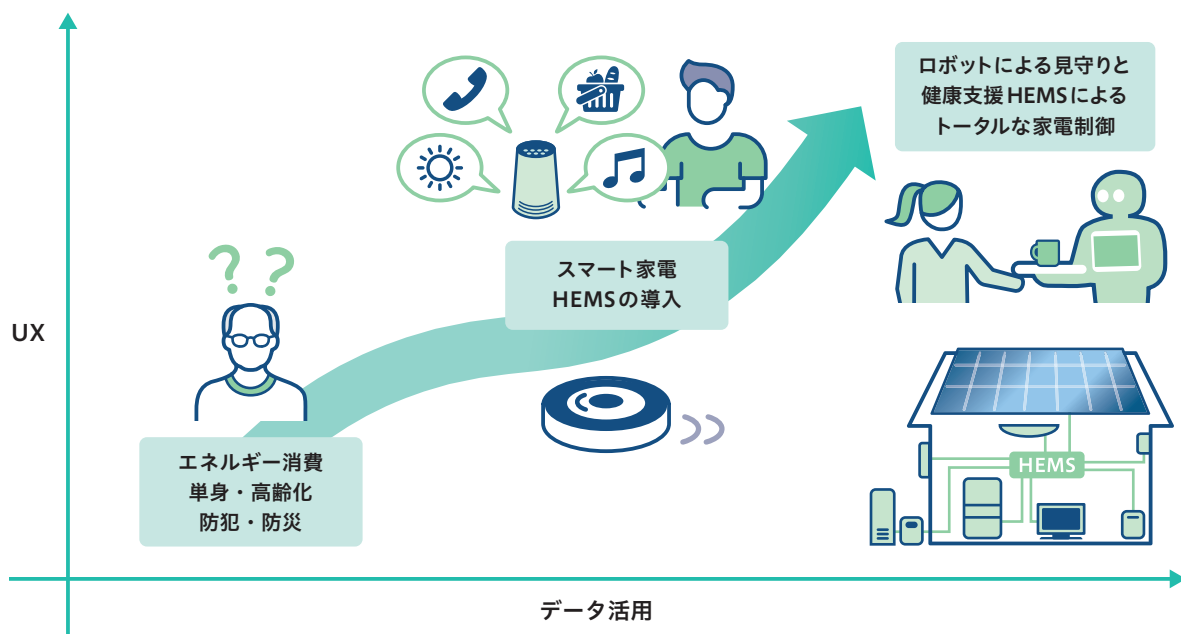 UX
エネルギー消費
単身・高齢化
防犯・防災
スマート家電
HEMSの導入
ロボットによる見守りと
健康支援HEMSによる
トータルな家電制御
HEMS
データ活用